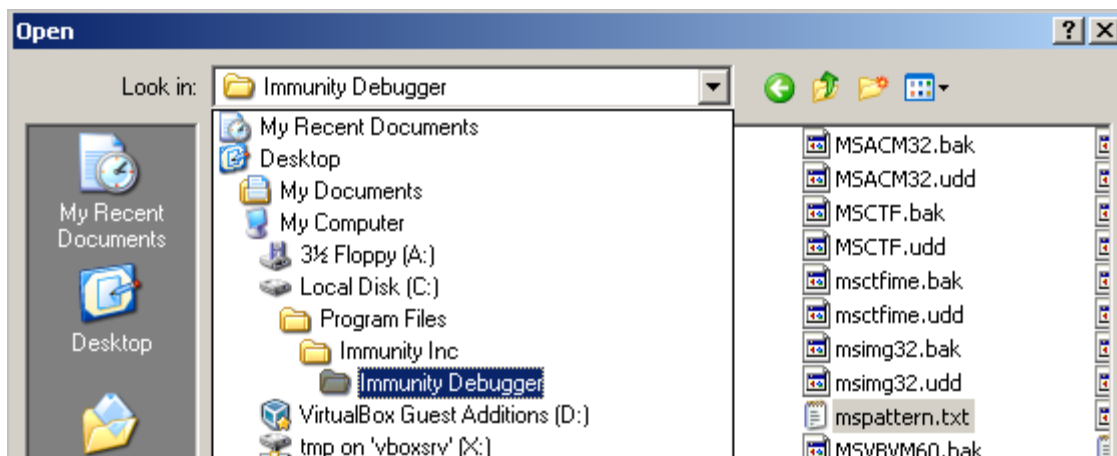 Open
Look in:
Immunity Debugger
My Recent Documents
Desktop
My Documents
My Computer
3½ Floppy (A:)
Local Disk (C:)
Program Files
Immunity Inc
Immunity Debugger
VirtualBox Guest Additions (D:)
tmp on 'vboxsrv' (X:)
My Recent
Documents
Desktop
MSACM32.bak
MSACM32.udd
MSCTF.bak
MSCTF.udd
msctfime.bak
msctfime.udd
msimg32.bak
msimg32.udd
mspattern.txt
MSVBVM60.bak